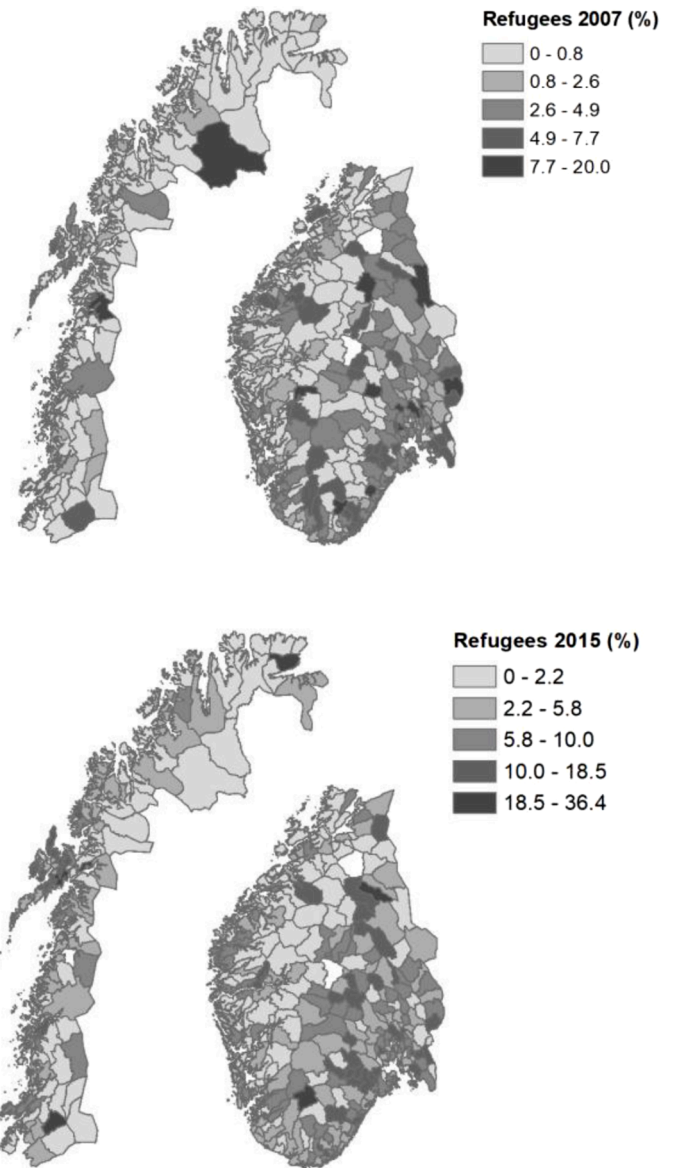 Refugees 2007 (%)
0 - 0.8
0.8 - 2.6
2.6 - 4.9
4.9 - 7.7
7.7 - 20.0
Refugees 2015 (%)
0 - 2.2
2.2 - 5.8
5.8 - 10.0
10.0 - 18.5
18.5 - 36.4